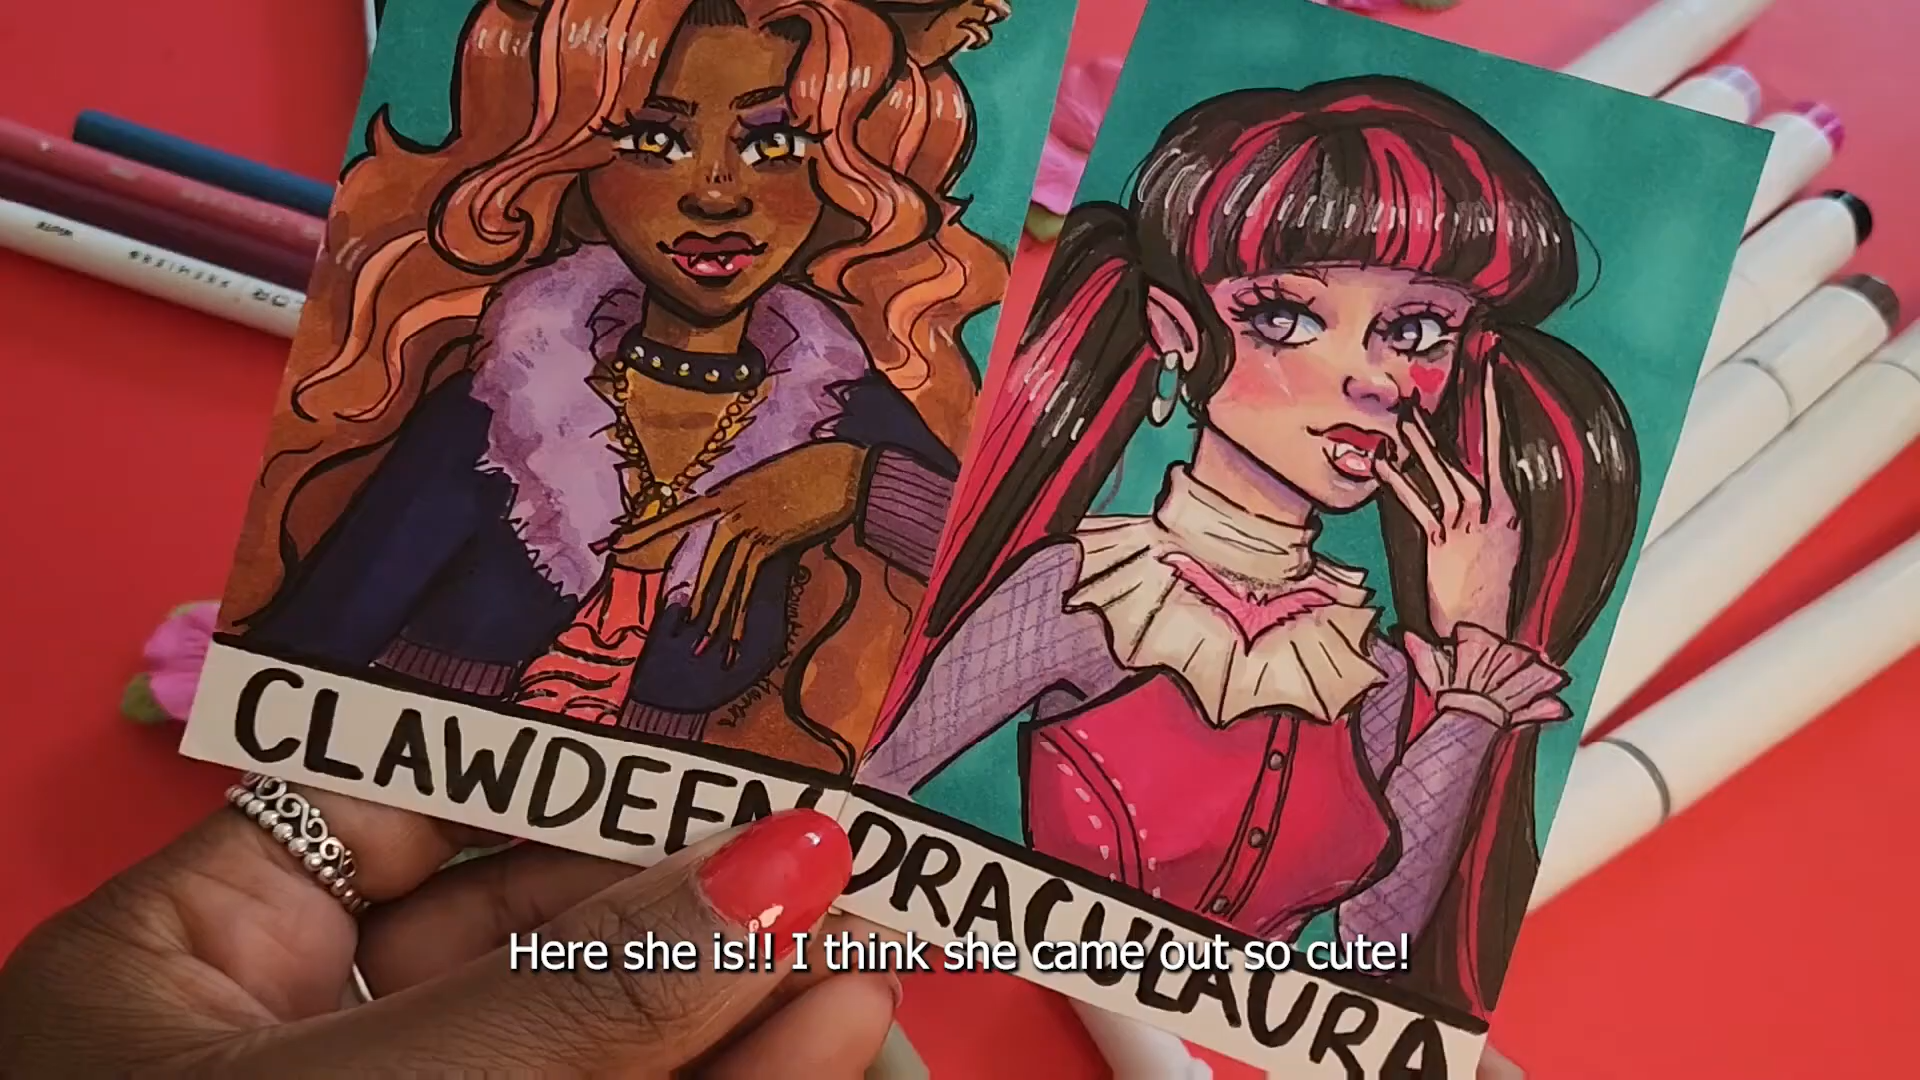 CLAWDEEN
DRACULAURA
Here she is!! I think she came out so cute!